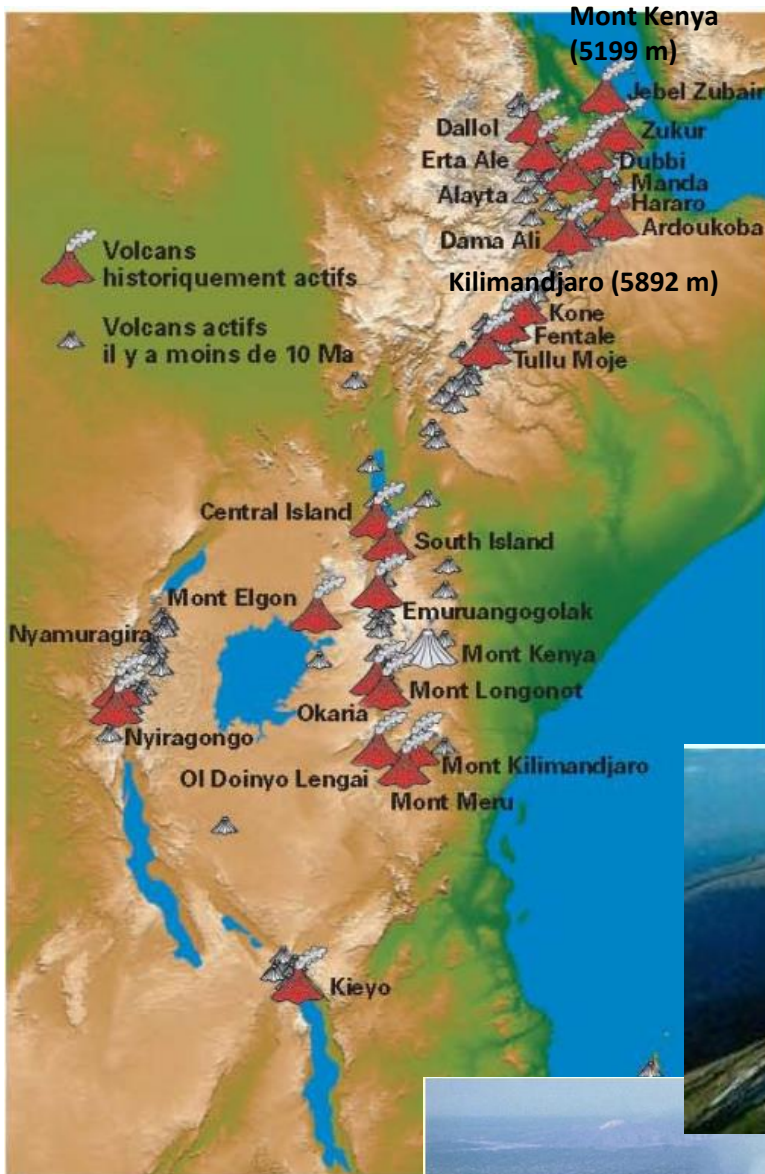 Mont Kenya
(5199 m)
Jebel Zubair
Dallol
Zukur
Erta Ale
Dubbi
Alayta
Manda
Hararo
Dama Ali
Ardoukoba
Volcans
historiquement actifs
Kilimandjaro (5892 m)
Kone
Volcans actifs
il y a moins de 10 Ma
Fentale
Tullu Moje
Central Island
South Island
Mont Elgon
Emuruangogolak
Nyamuragira
Mont Kenya
Okaria
Mont Longonot
Nyiragongo
Ol Doinyo Lengai
Mont Kilimandjaro
Mont Meru
Kieyo